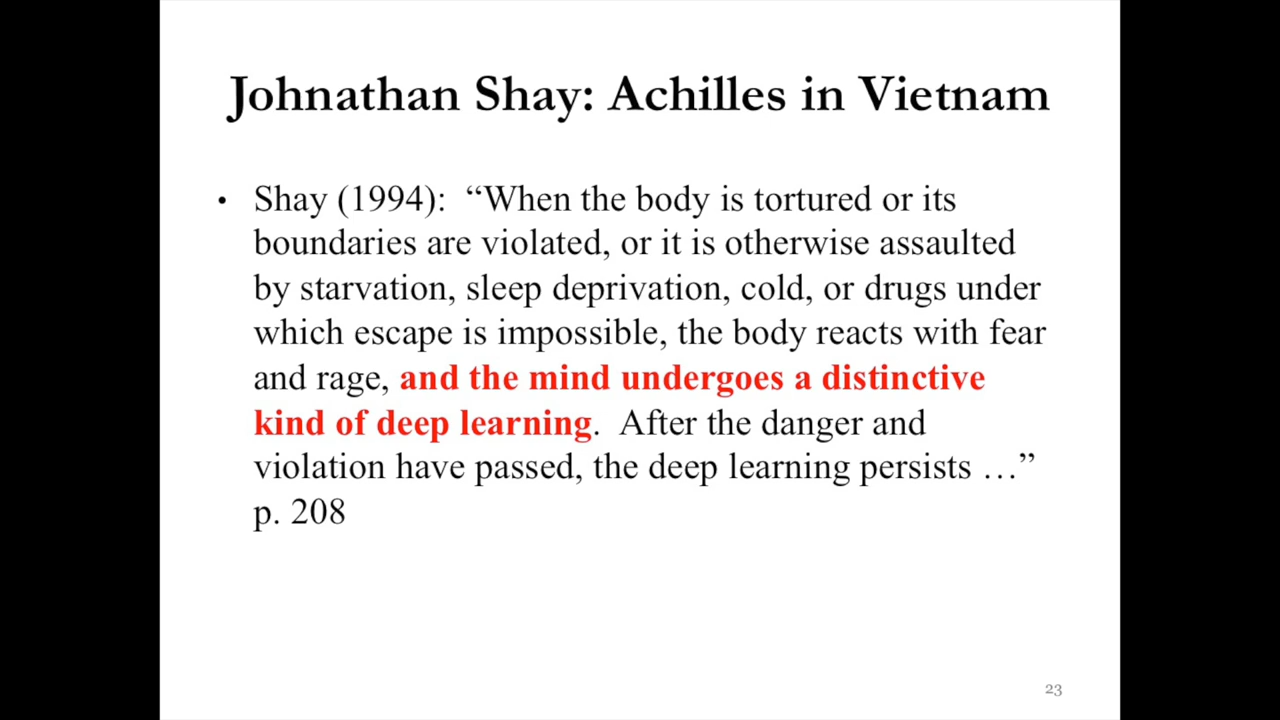 Johnathan Shay: Achilles in Vietnam
• Shay (1994):  “When the body is tortured or its
boundaries are violated, or it is otherwise assaulted
by starvation, sleep deprivation, cold, or drugs under
which escape is impossible, the body reacts with fear
and rage, and the mind undergoes a distinctive
kind of deep learning.  After the danger and
violation have passed, the deep learning persists …”
p. 208
23